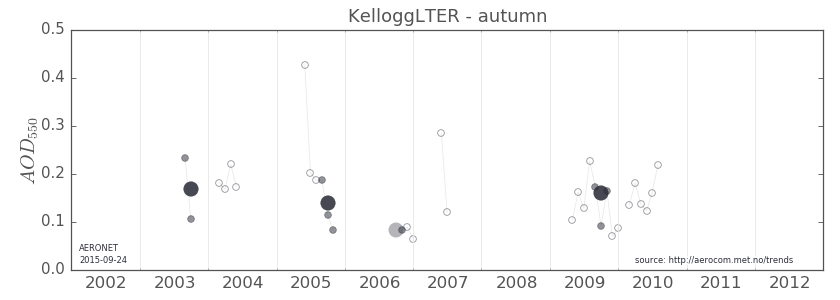 KelloggLTER - autumn
0.5
0.4
0.3
0.2
0.1
0.0
AOD550
AERONET
2015-09-24
source: http://aerocom.met.no/trends
2002 2003 2004 2005 2006 2007 2008 2009 2010 2011 2012